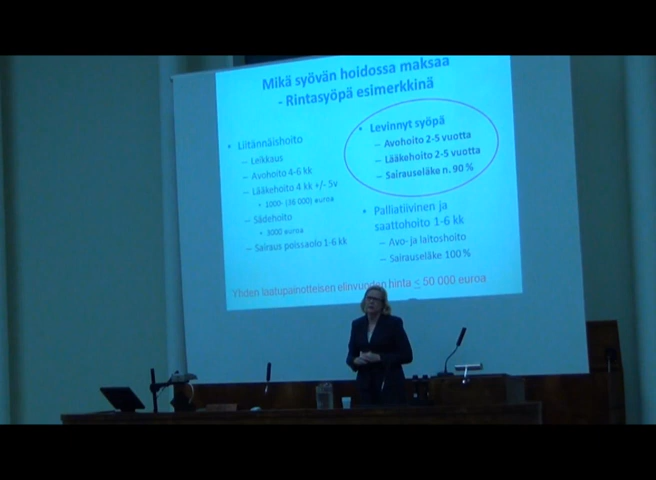 Mikä syövän hoidossa maksaa
- Rintasyöpä esimerkkinä
• Liitännäishoito
– Leikkaus
– Avohoito 4-6 kk
– Lääkehoito 4 kk +/- 5v
• 1000- (36 000) euroa
– Sädehoito
• 3000 euroa
– Sairaus poissaolo 1-6 kk
• Levinnyt syöpä
– Avohoito 2-5 vuotta
– Lääkehoito 2-5 vuotta
– Sairauseläke n. 90 %
• Palliatiivinen ja
saattohoito 1-6 kk
– Avo- ja laitoshoito
– Sairauseläke 100 %
Yhden laatupainotteisen elinvuoden hinta ≤ 50 000 euroa